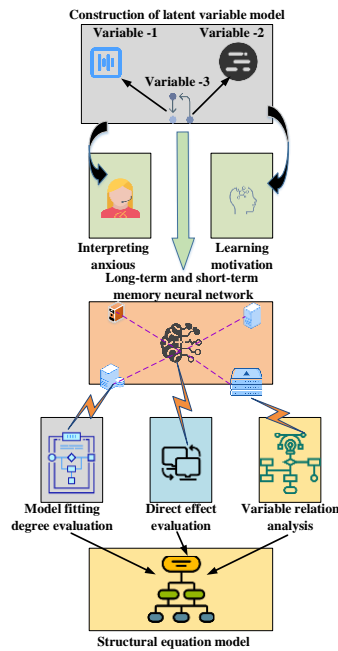 Construction of latent variable model
Variable -1
Variable -2
Variable -3
Interpreting
anxious
Learning
motivation
Long-term and short-term
memory neural network
Model fitting
degree evaluation
Direct effect
evaluation
Variable relation
analysis
Structural equation model